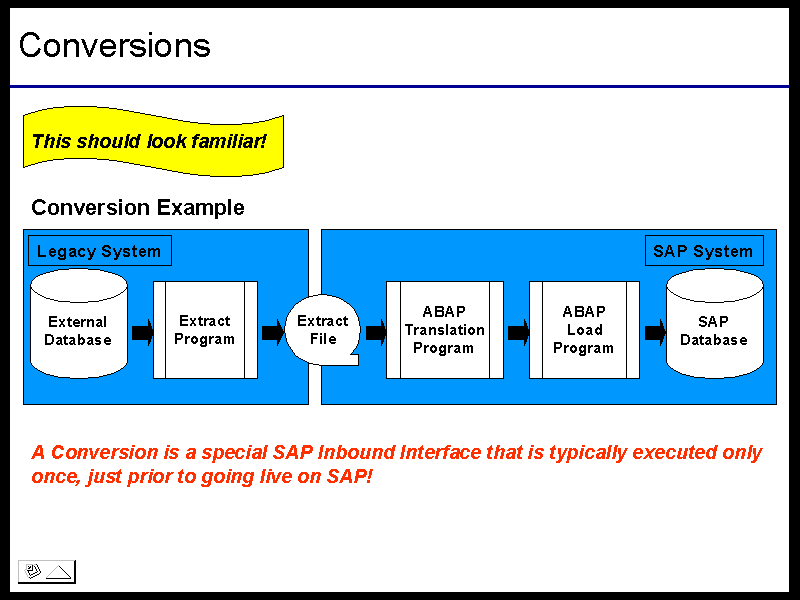 Conversions
This should look familiar!
Conversion Example
Legacy System
SAP System
External
Database
Extract
Program
Extract
File
ABAP
Translation
Program
ABAP
Load
Program
SAP
Database
A Conversion is a special SAP Inbound Interface that is typically executed only
once, just prior to going live on SAP!